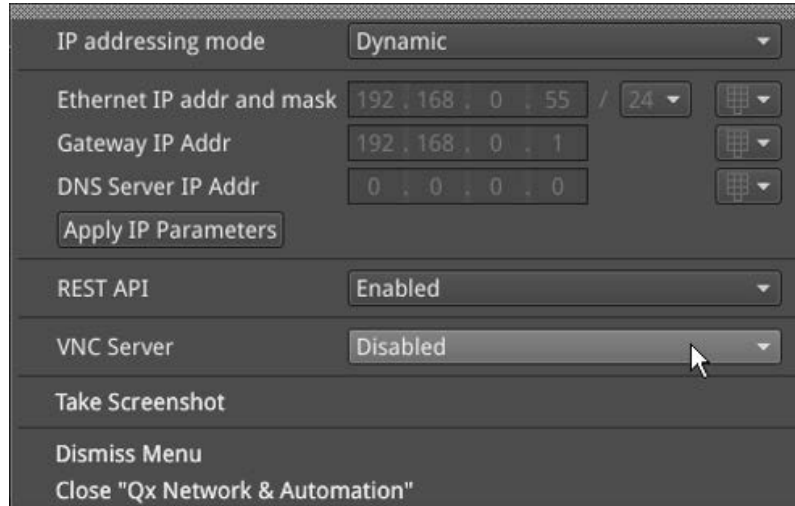 IP addressing mode Dynamic
Ethernet IP addr and mask 192 . 168 . 0 . 55 / 24
Gateway IP Addr 192 . 168 . 0 . 1
DNS Server IP Addr 0 . 0 . 0 . 0
Apply IP Parameters
REST API Enabled
VNC Server Disabled
Take Screenshot
Dismiss Menu
Close "Qx Network & Automation"